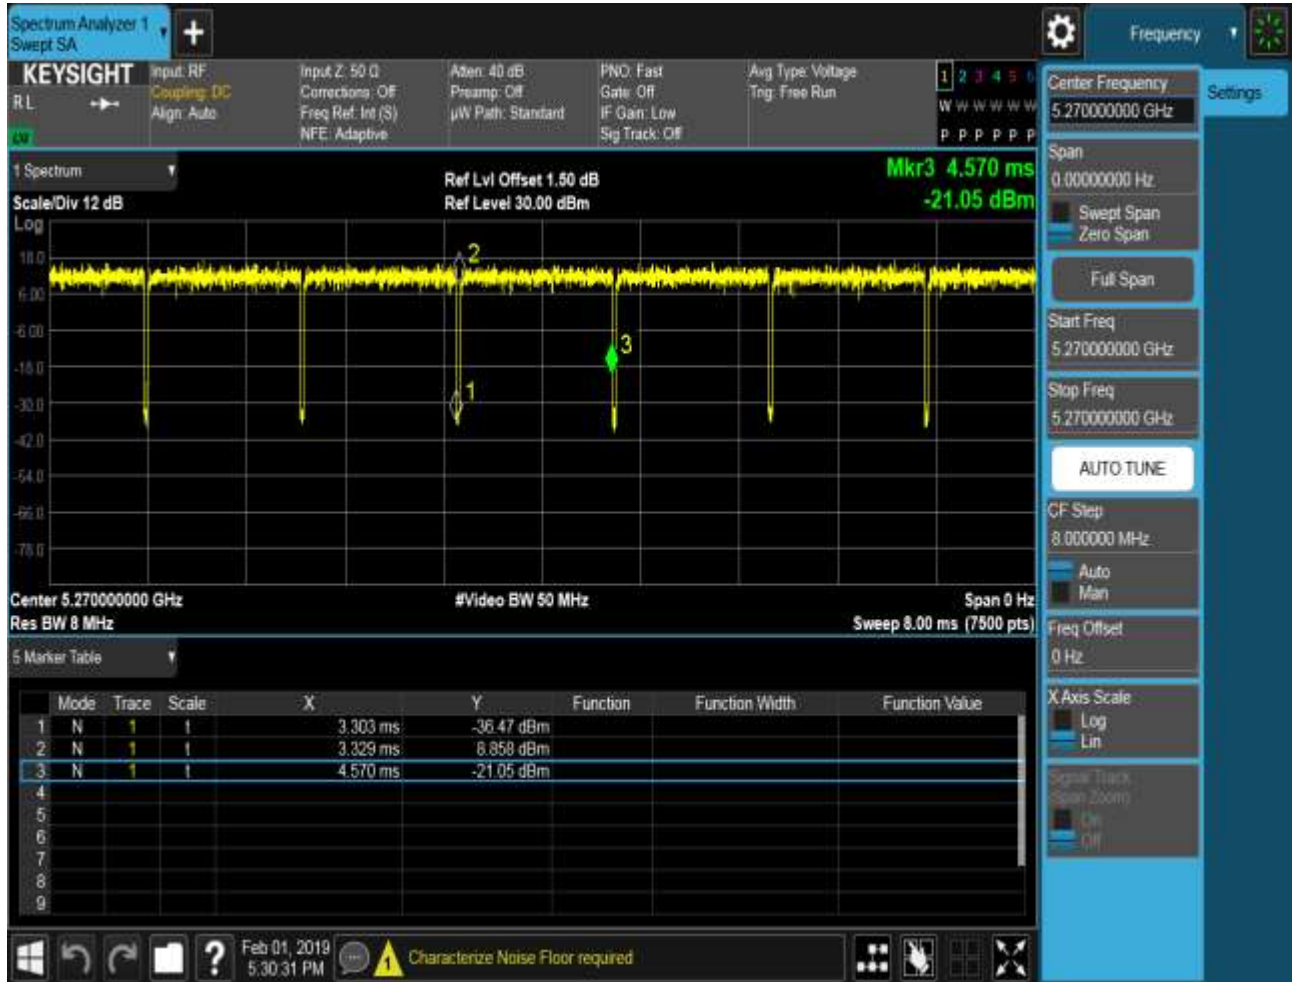 Spectrum Analyzer 1
Swept SA
Frequency
KEYSIGHT
RL
Input: RF
Coupling: DC
Align: Auto
Input Z: 50 Ω
Corrections: Off
Freq Ref: Int (S)
NFE: Adaptive
Atten: 40 dB
Preamp: Off
µW Path: Standard
PNO: Fast
Gate: Off
IF Gain: Low
Sig Track: Off
Avg Type: Voltage
Trig: Free Run
1 2 3 4 5 6
W W W W W W
P P P P P P
1 Spectrum
Scale/Div 12 dB
Log
Ref Lvl Offset 1.50 dB
Ref Level 30.00 dBm
Mkr3 4.570 ms
-21.05 dBm
18.0
6.00
-6.00
-18.0
-30.0
-42.0
-54.0
-66.0
-78.0
2
1
3
Center 5.270000000 GHz
Res BW 8 MHz
#Video BW 50 MHz
Span 0 Hz
Sweep 8.00 ms (7500 pts)
5 Marker Table
Mode Trace Scale X Y Function Function Width Function Value
1 N 1 t 3.303 ms -36.47 dBm
2 N 1 t 3.329 ms 8.858 dBm
3 N 1 t 4.570 ms -21.05 dBm
4
5
6
7
8
9
Feb 01, 2019
5:30:31 PM
?
1
Characterize Noise Floor required
Settings
Center Frequency
5.270000000 GHz
Span
0.00000000 Hz
Swept Span
Zero Span
Full Span
Start Freq
5.270000000 GHz
Stop Freq
5.270000000 GHz
AUTO TUNE
CF Step
8.000000 MHz
Auto
Man
Freq Offset
0 Hz
X Axis Scale
Log
Lin
Signal Track
(Span Zoom)
On
Off